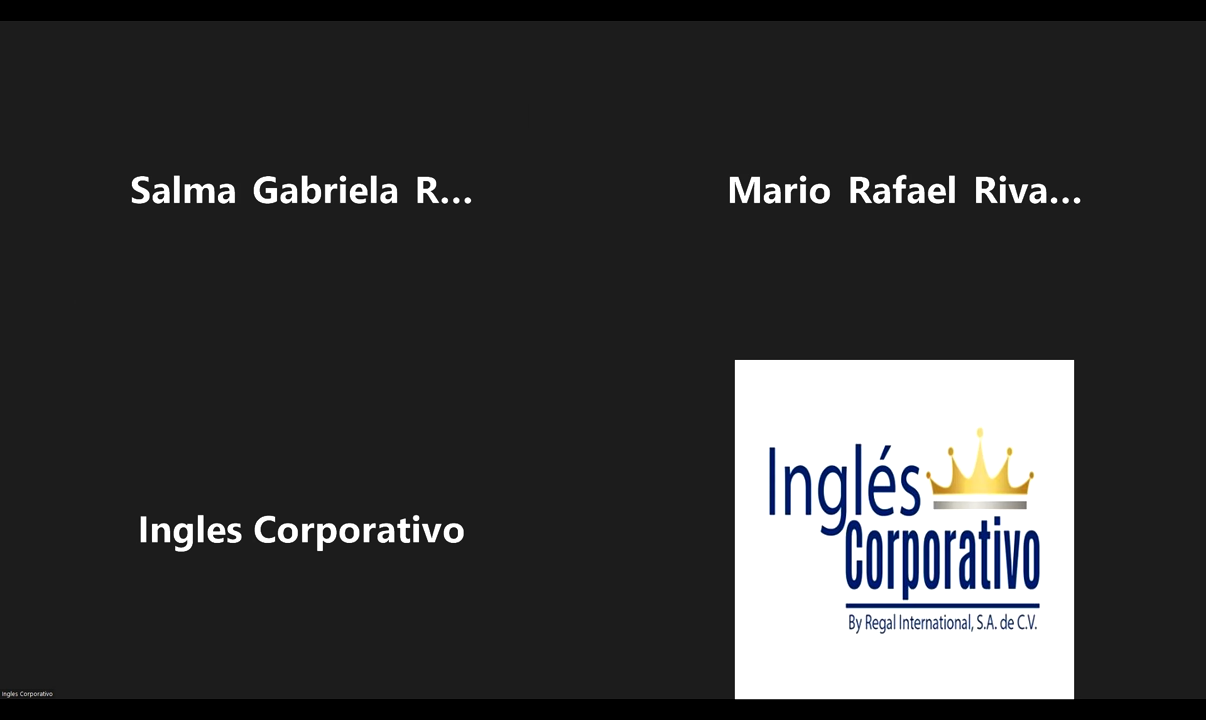 Salma Gabriela R...
Mario Rafael Riva...
Ingles Corporativo
Inglés
Corporativo
By Regal International, S.A. de C.V.
Ingles Corporativo